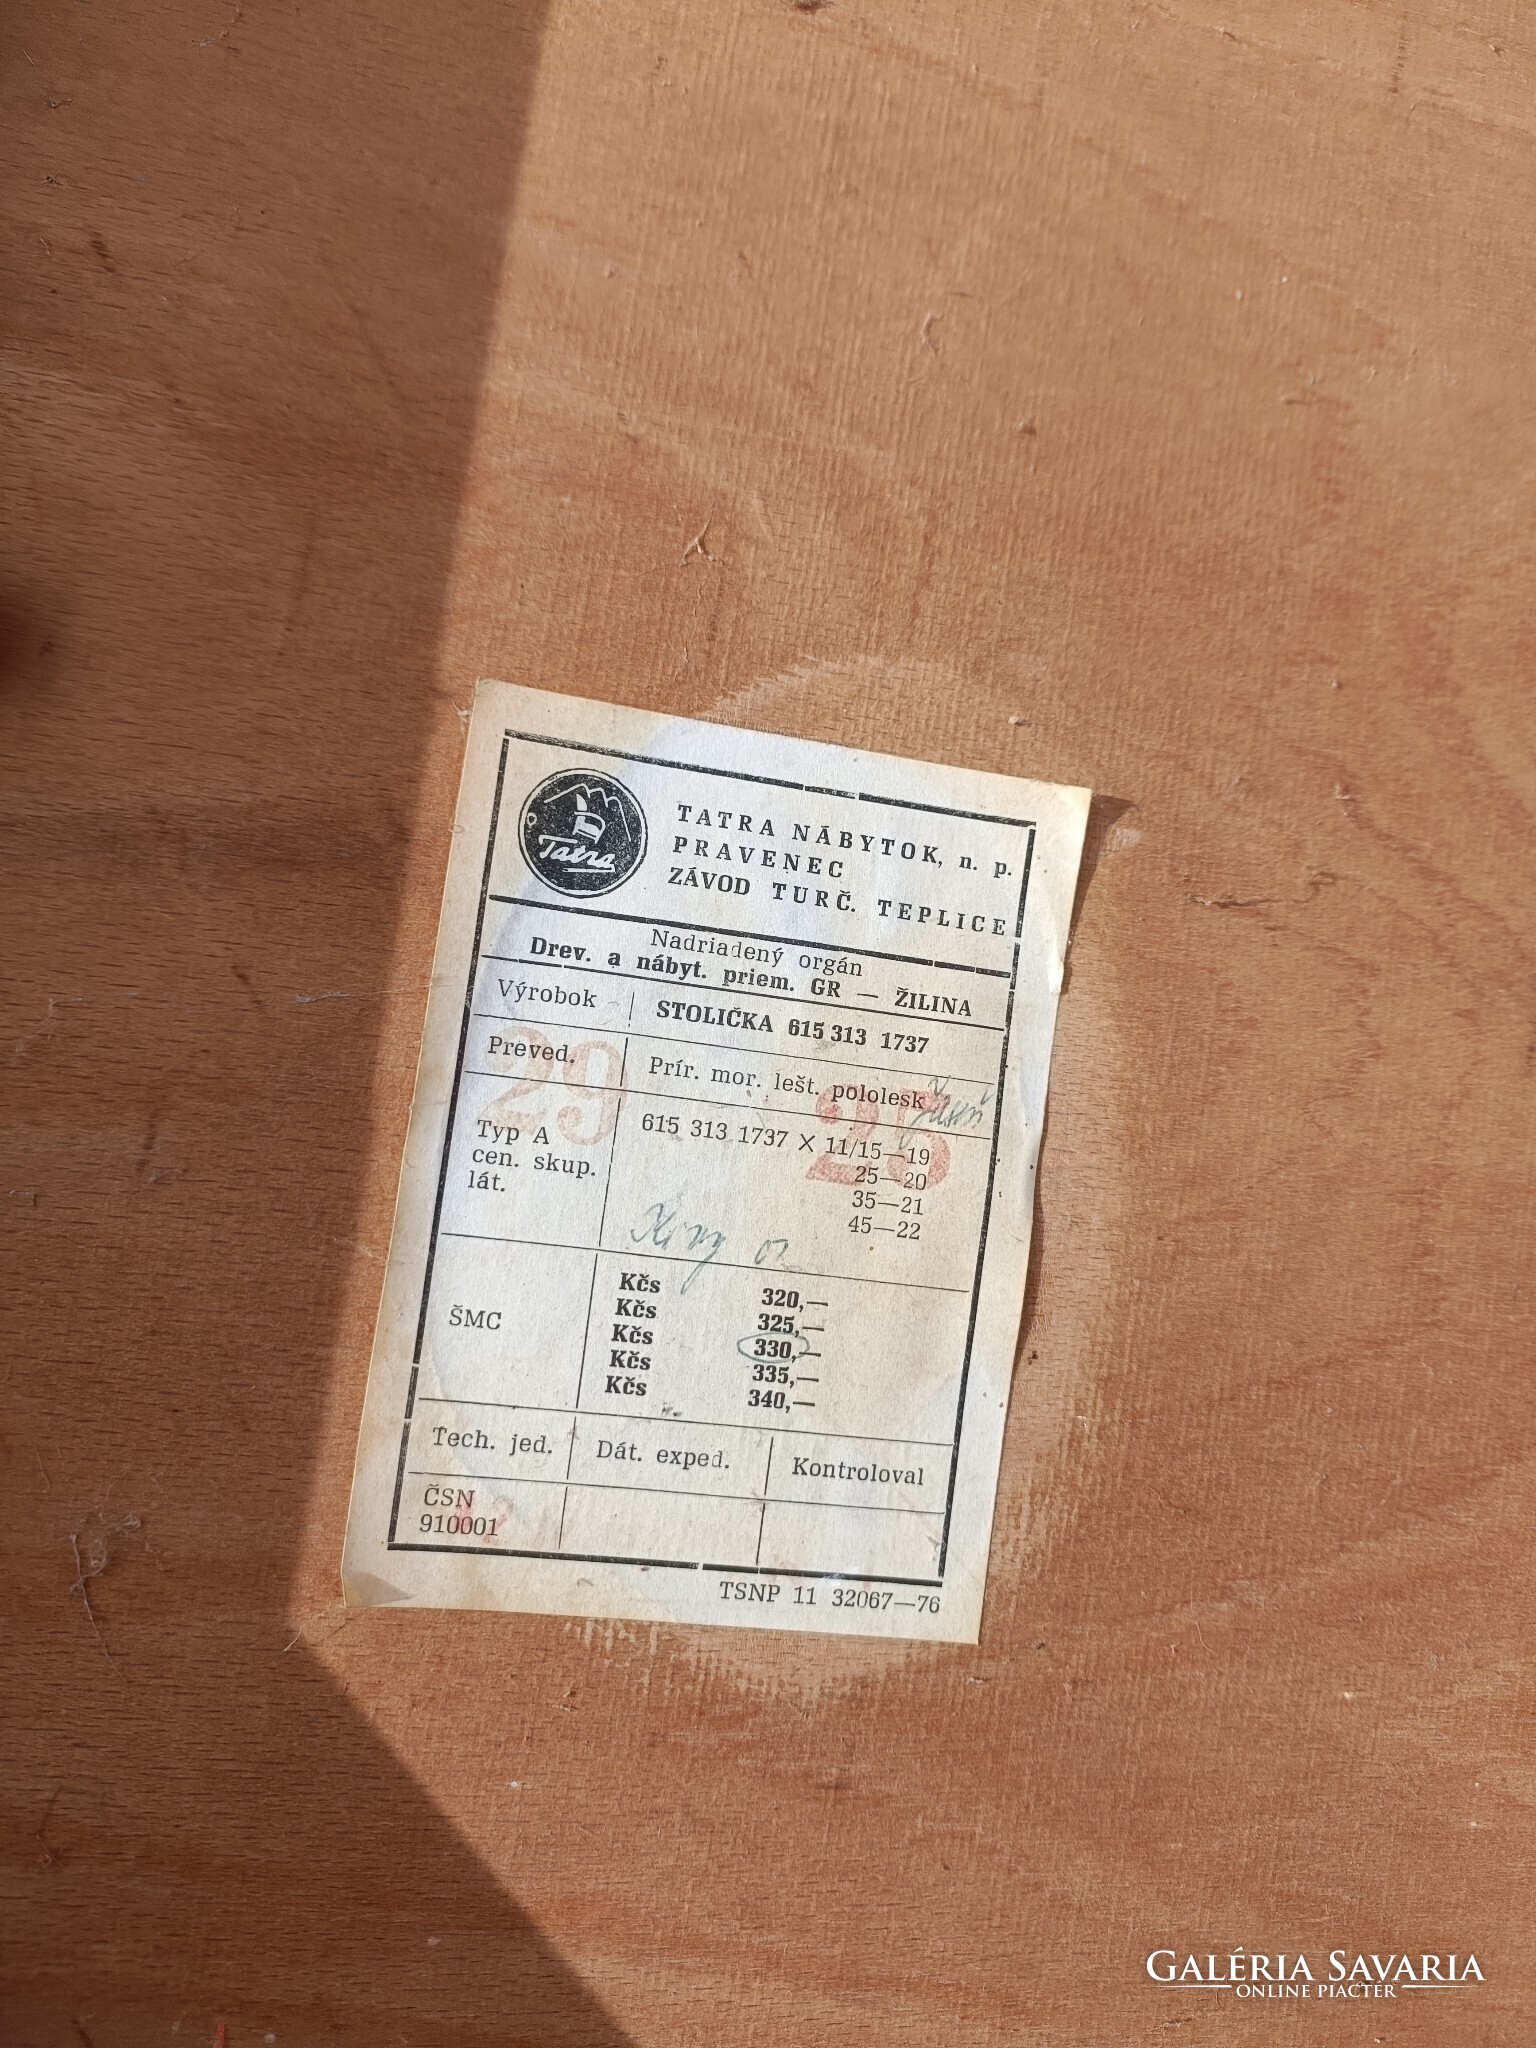 Tatra
TATRA NÁBYTOK, n. p.
PRAVENEC
ZÁVOD TURČ. TEPLICE
Nadriadený orgán
Drev. a nábyt. priem. GR — ŽILINA
Výrobok STOLIČKA 615 313 1737
Preved. Prír. mor. lešt. pololesk
29
25
Typ A
cen. skup.
lát.
615 313 1737 × 11/15—19
25—20
35—21
45—22
ŠMC
Kčs 320,—
Kčs 325,—
Kčs 330,—
Kčs 335,—
Kčs 340,—
Tech. jed. Dát. exped. Kontroloval
ČSN
910001
TSNP 11 32067—76
GALÉRIA SAVARIA
ONLINE PIACTÉR